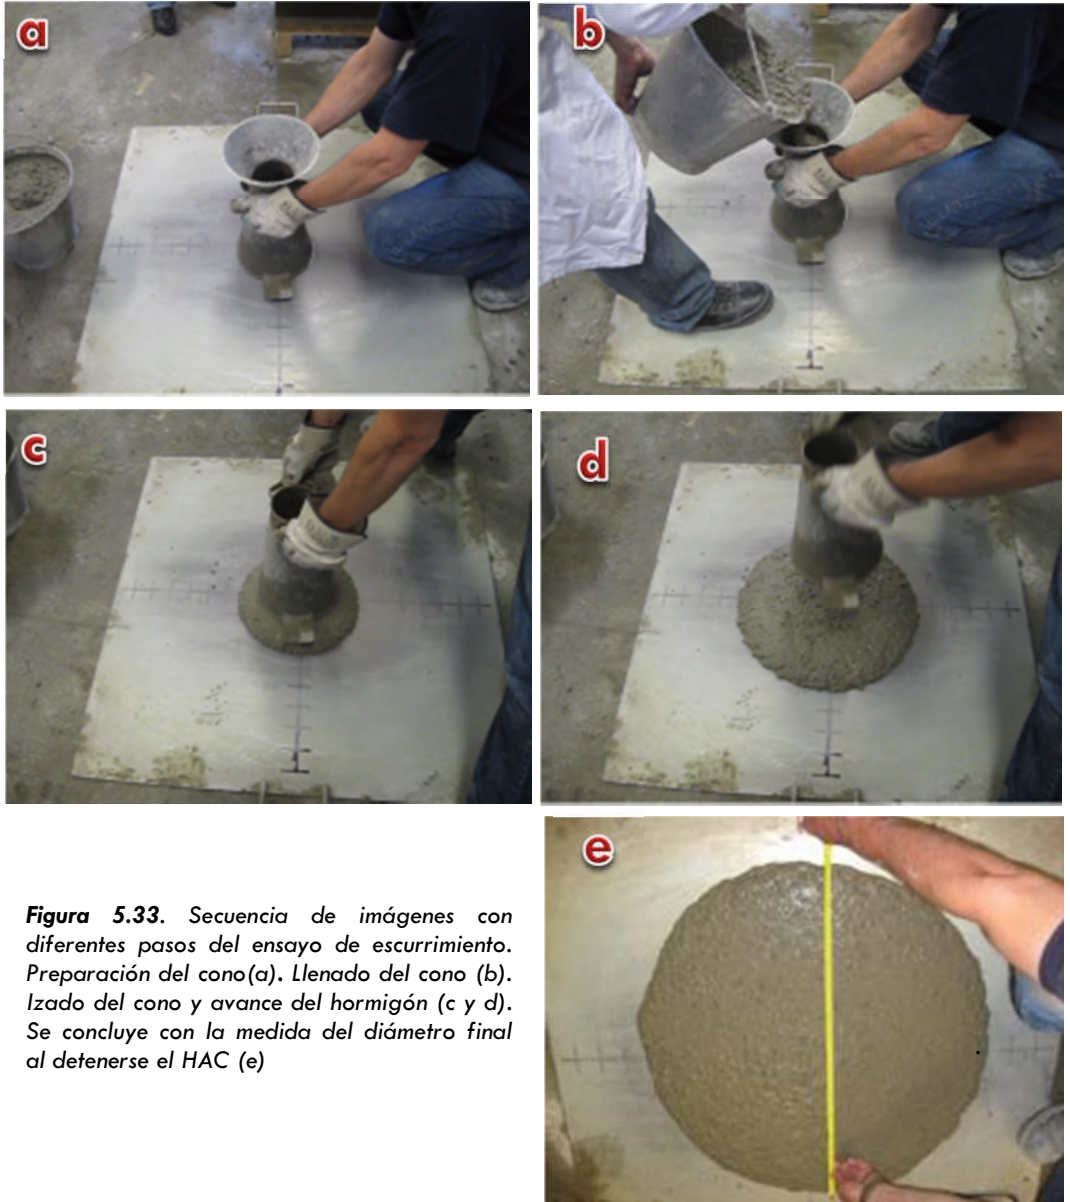 a
b
c
d
e
Figura 5.33. Secuencia de imágenes con
diferentes pasos del ensayo de escurrimiento.
Preparación del cono(a). Llenado del cono (b).
Izado del cono y avance del hormigón (c y d).
Se concluye con la medida del diámetro final
al detenerse el HAC (e)